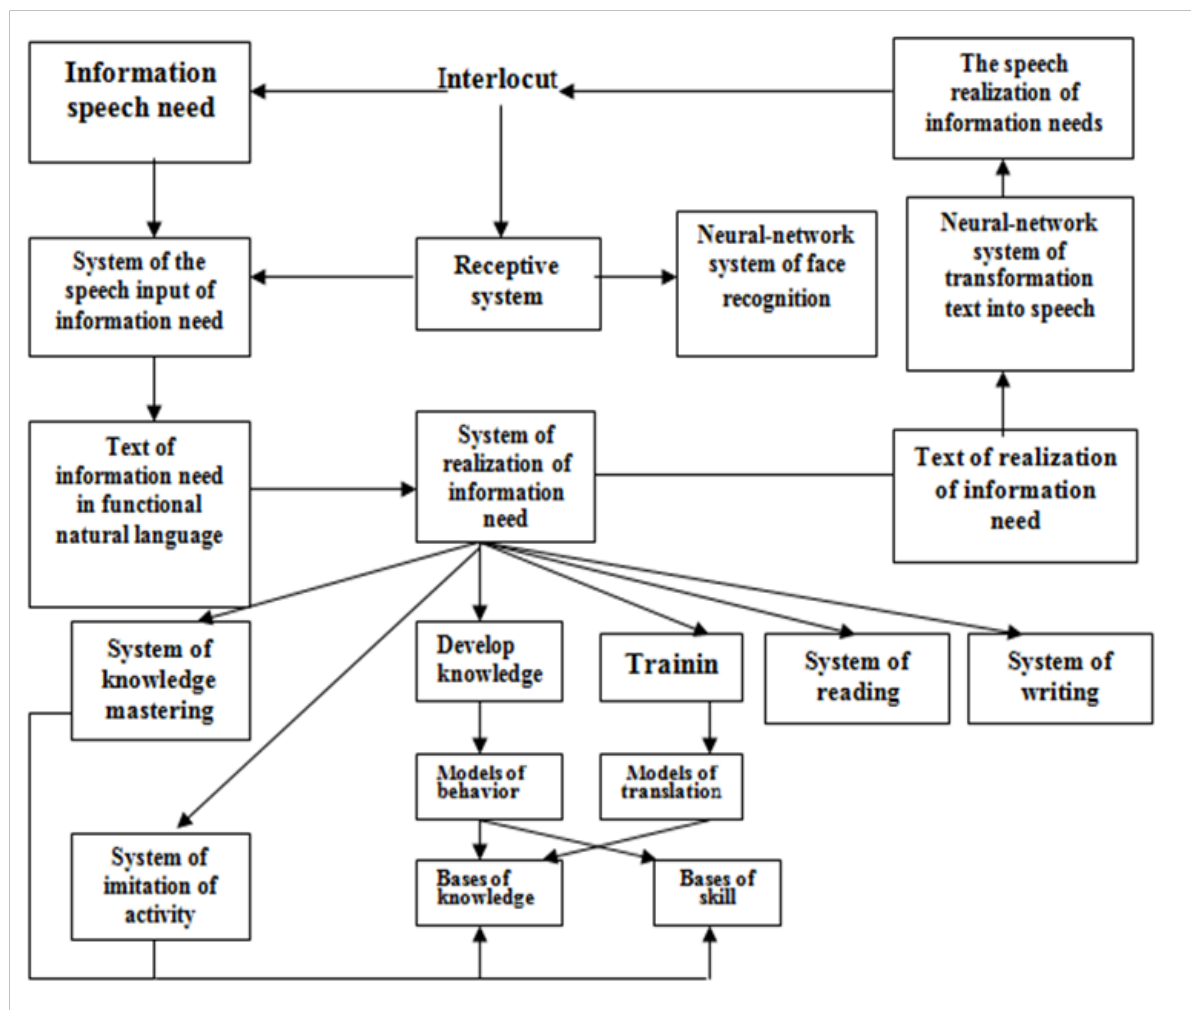 Information
speech need
Interlocut
The speech
realization of
information needs
System of the
speech input of
information need
Receptive
system
Neural-network
system of face
recognition
Neural-network
system of
transformation
text into speech
Text of
information need
in functional
natural language
System of
realization of
information
need
Text of realization
of information
need
System of
knowledge
mastering
Develop
knowledge
Trainin
System of
reading
System of
writing
Models of
behavior
Models of
translation
System of
imitation of
activity
Bases of
knowledge
Bases of
skill